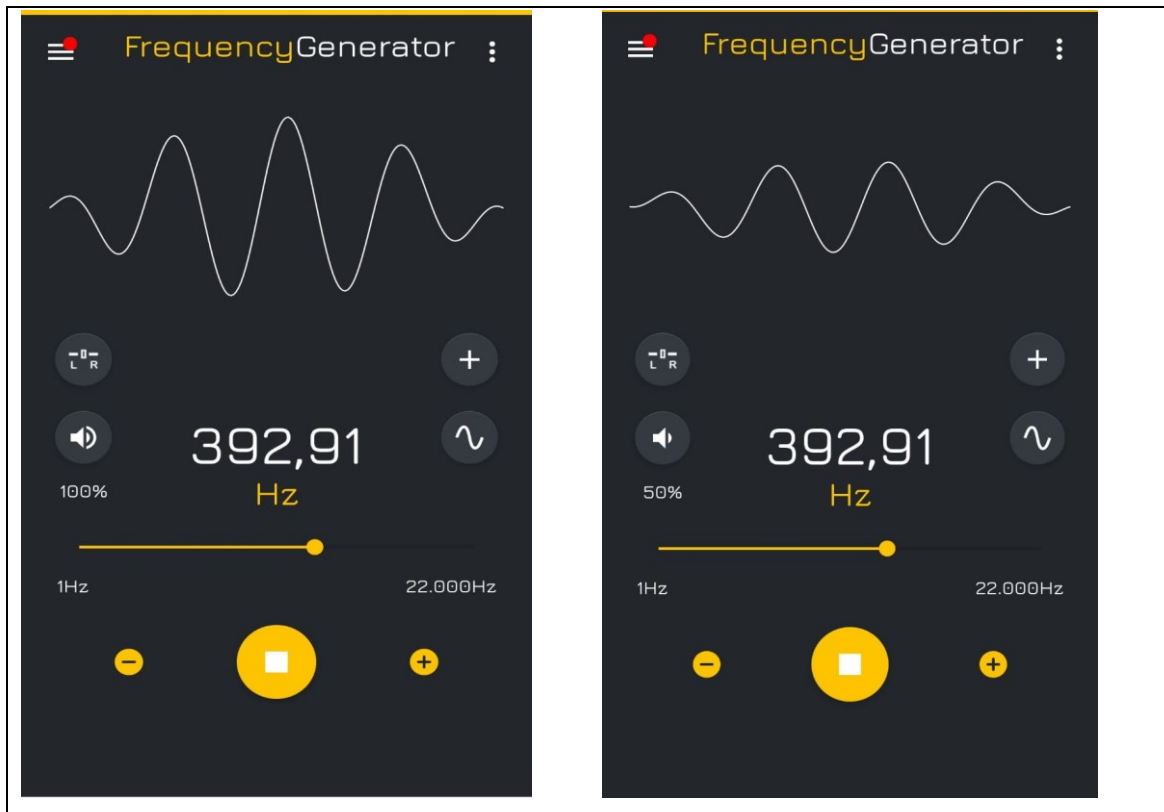 FrequencyGenerator
L R
392,91
100%
Hz
1Hz
22.000Hz
FrequencyGenerator
L R
392,91
50%
Hz
1Hz
22.000Hz